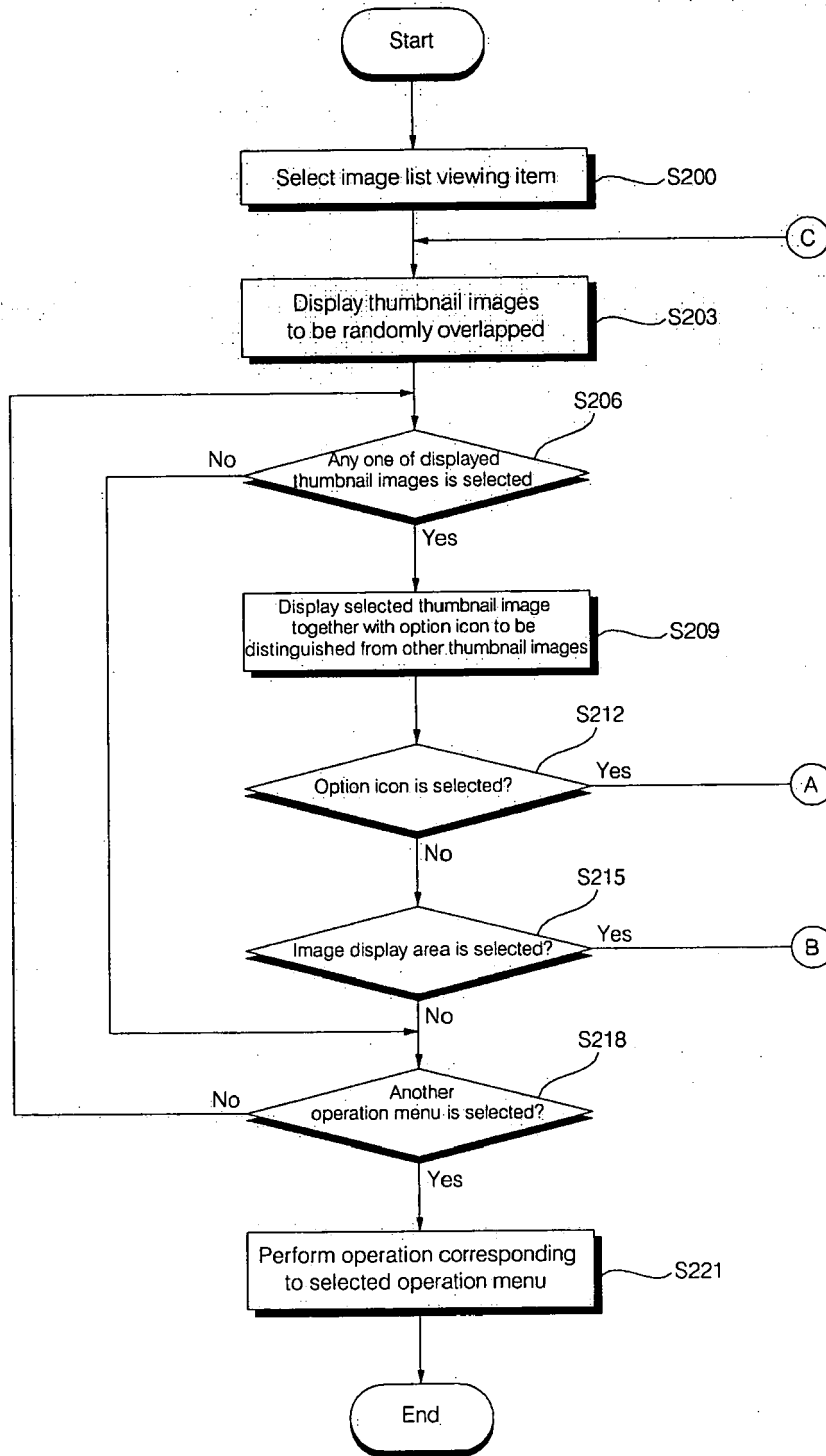 Start
Select image list viewing item
S200
C
Display thumbnail images
to be randomly overlapped
S203
S206
No
Any one of displayed
thumbnail images is selected
Yes
Display selected thumbnail image
together with option icon to be
distinguished from other thumbnail images
S209
S212
Option icon is selected?
Yes
A
No
S215
Image display area is selected?
Yes
B
No
S218
No
Another
operation menu is selected?
Yes
Perform operation corresponding
to selected operation menu
S221
End